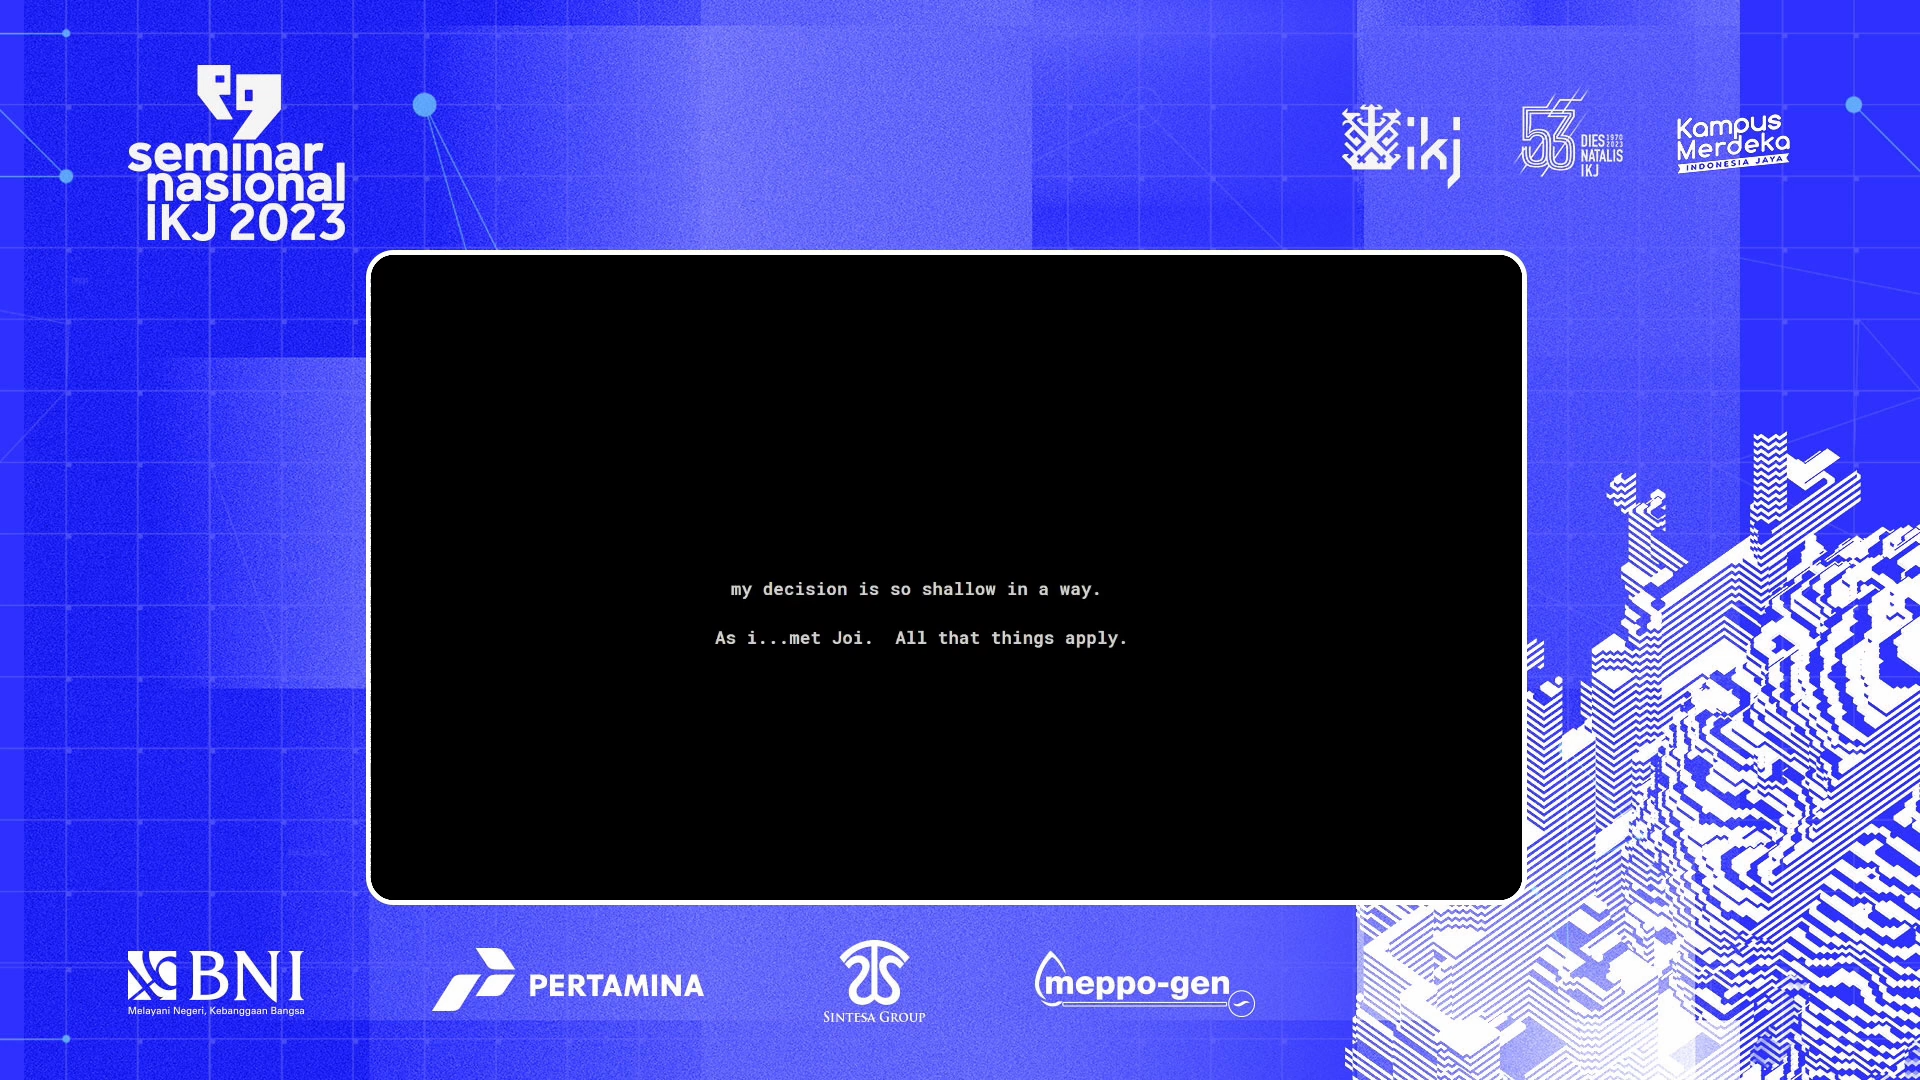 seminar
nasional
IKJ 2023
ikj
53
DIES 1970 2023
NATALIS
IKJ
Kampus
Merdeka
INDONESIA JAYA
my decision is so shallow in a way.
As i...met Joi.  All that things apply.
BNI
Melayani Negeri, Kebanggaan Bangsa
PERTAMINA
SINTESA GROUP
meppo-gen